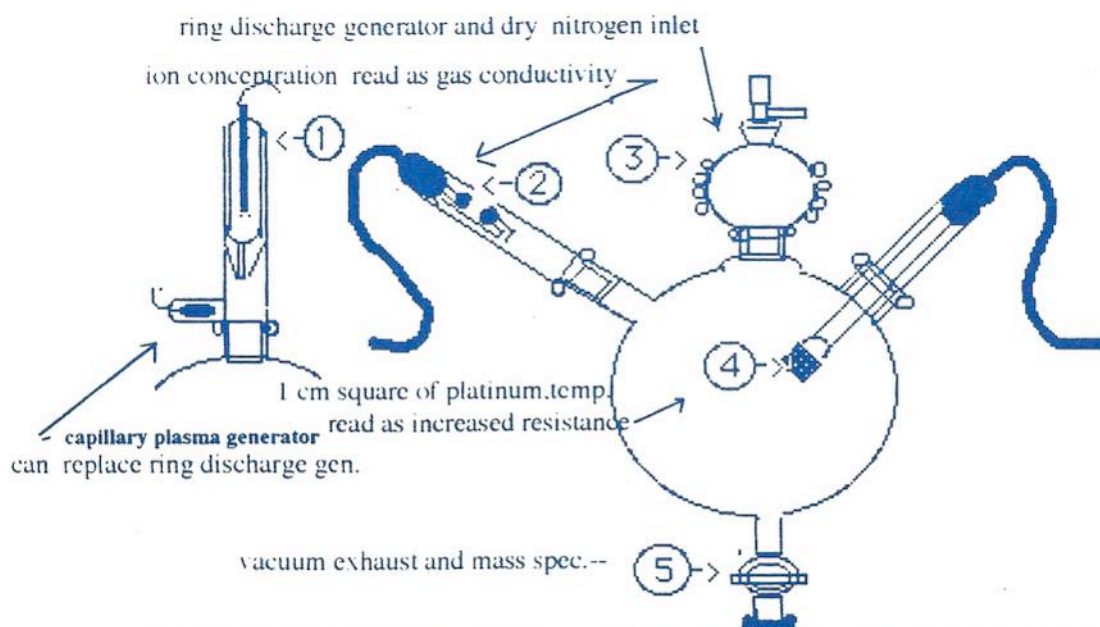 ring discharge generator and dry nitrogen inlet
ion concentration read as gas conductivity
1
2
3
4
1 cm square of platinum.temp.
read as increased resistance
- capillary plasma generator
can replace ring discharge gen.
vacuum exhaust and mass spec.--
5